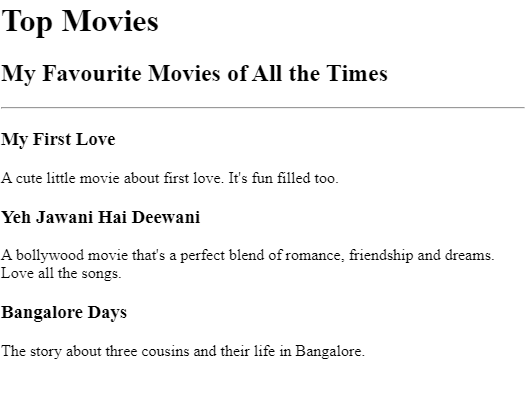 Top Movies
My Favourite Movies of All the Times
My First Love
A cute little movie about first love. It's fun filled too.
Yeh Jawani Hai Deewani
A bollywood movie that's a perfect blend of romance, friendship and dreams.
Love all the songs.
Bangalore Days
The story about three cousins and their life in Bangalore.